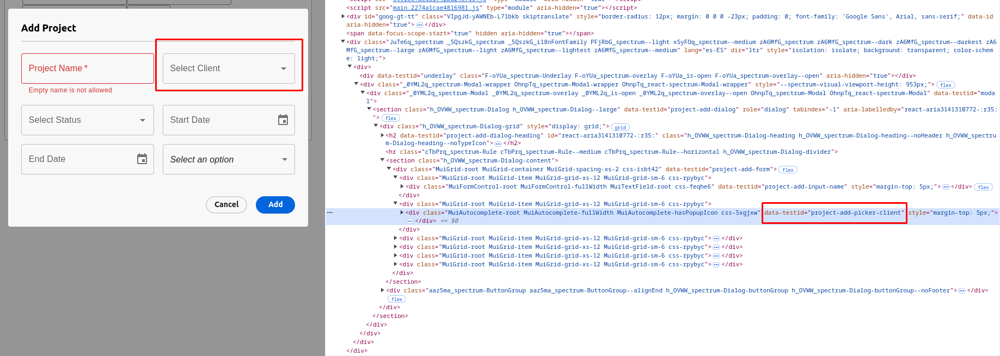 Add Project
Project Name *
Select Client
Empty name is not allowed
Select Status
Start Date
End Date
Select an option
Cancel
Add
<script src="main.2274a1cae4816981.js" type="module" aria-hidden="true"></script>
<div id="goog-gt-tt" class="VIpgJd-yAWNEb-L7lbkb skiptranslate" style="border-radius: 12px; margin: 0 0 0 -23px; padding: 0; font-family: 'Google Sans', Arial, sans-serif;" data-id
aria-hidden="true"> ⋯ </div>
<span data-focus-scope-start="true" hidden aria-hidden="true"></span>
<div class="JuTe6q_spectrum _5QszkG_spectrum _5QszkG_i18nFontFamily PFjRbG_spectrum--light xSyFOq_spectrum--medium zA6MfG_spectrum zA6MfG_spectrum--dark zA6MfG_spectrum--darkest zA6
MfG_spectrum--large zA6MfG_spectrum--light zA6MfG_spectrum--lightest zA6MfG_spectrum--medium" lang="es-ES" dir="ltr" style="isolation: isolate; background: transparent; color-schem
e: light;">
<div>
<div data-testid="underlay" class="F-oYUa_spectrum-Underlay F-oYUa_spectrum-overlay F-oYUa_is-open F-oYUa_spectrum-overlay--open" aria-hidden="true"></div>
<div class="_0YML2q_spectrum-Modal-wrapper OhnpTq_spectrum-Modal-wrapper OhnpTq_react-spectrum-Modal-wrapper" style="--spectrum-visual-viewport-height: 953px;"> flex
<div class="_0YML2q_spectrum-Modal _0YML2q_spectrum-overlay _0YML2q_is-open _0YML2q_spectrum-overlay--open OhnpTq_spectrum-Modal OhnpTq_react-spectrum-Modal" data-testid="moda
l">
<section class="h_OVWW_spectrum-Dialog h_OVWW_spectrum-Dialog--large" data-testid="project-add-dialog" role="dialog" tabindex="-1" aria-labelledby="react-aria3141310772-:r35:
"> flex
<div class="h_OVWW_spectrum-Dialog-grid" style="display: grid;"> grid
<h2 data-testid="project-add-dialog-heading" id="react-aria3141310772-:r35:" class="h_OVWW_spectrum-Dialog-heading h_OVWW_spectrum-Dialog-heading--noHeader h_OVWW_spectru
m-Dialog-heading--noTypeIcon"> ⋯ </h2>
<hr class="cTbPrq_spectrum-Rule cTbPrq_spectrum-Rule--medium cTbPrq_spectrum-Rule--horizontal h_OVWW_spectrum-Dialog-divider">
<section class="h_OVWW_spectrum-Dialog-content">
<div class="MuiGrid-root MuiGrid-container MuiGrid-spacing-xs-2 css-isbt42" data-testid="project-add-form"> flex
<div class="MuiGrid-root MuiGrid-item MuiGrid-grid-xs-12 MuiGrid-grid-sm-6 css-rpybyc">
<div class="MuiFormControl-root MuiFormControl-fullWidth MuiTextField-root css-feqhe6" data-testid="project-add-input-name" style="margin-top: 5px;"> ⋯ </div> flex
</div>
<div class="MuiGrid-root MuiGrid-item MuiGrid-grid-xs-12 MuiGrid-grid-sm-6 css-rpybyc">
⋯ <div class="MuiAutocomplete-root MuiAutocomplete-fullWidth MuiAutocomplete-hasPopupIcon css-5xgjxw" data-testid="project-add-picker-client" style="margin-top: 5px;">
⋯ </div> == $0
</div>
<div class="MuiGrid-root MuiGrid-item MuiGrid-grid-xs-12 MuiGrid-grid-sm-6 css-rpybyc"> ⋯ </div>
<div class="MuiGrid-root MuiGrid-item MuiGrid-grid-xs-12 MuiGrid-grid-sm-6 css-rpybyc"> ⋯ </div>
<div class="MuiGrid-root MuiGrid-item MuiGrid-grid-xs-12 MuiGrid-grid-sm-6 css-rpybyc"> ⋯ </div>
<div class="MuiGrid-root MuiGrid-item MuiGrid-grid-xs-12 MuiGrid-grid-sm-6 css-rpybyc"> ⋯ </div>
</div>
</section>
<div class="aaz5ma_spectrum-ButtonGroup aaz5ma_spectrum-ButtonGroup--alignEnd h_OVWW_spectrum-Dialog-buttonGroup h_OVWW_spectrum-Dialog-buttonGroup--noFooter"> ⋯ </div>
flex
</div>
</section>
</div>
</div>
</div>
</div>